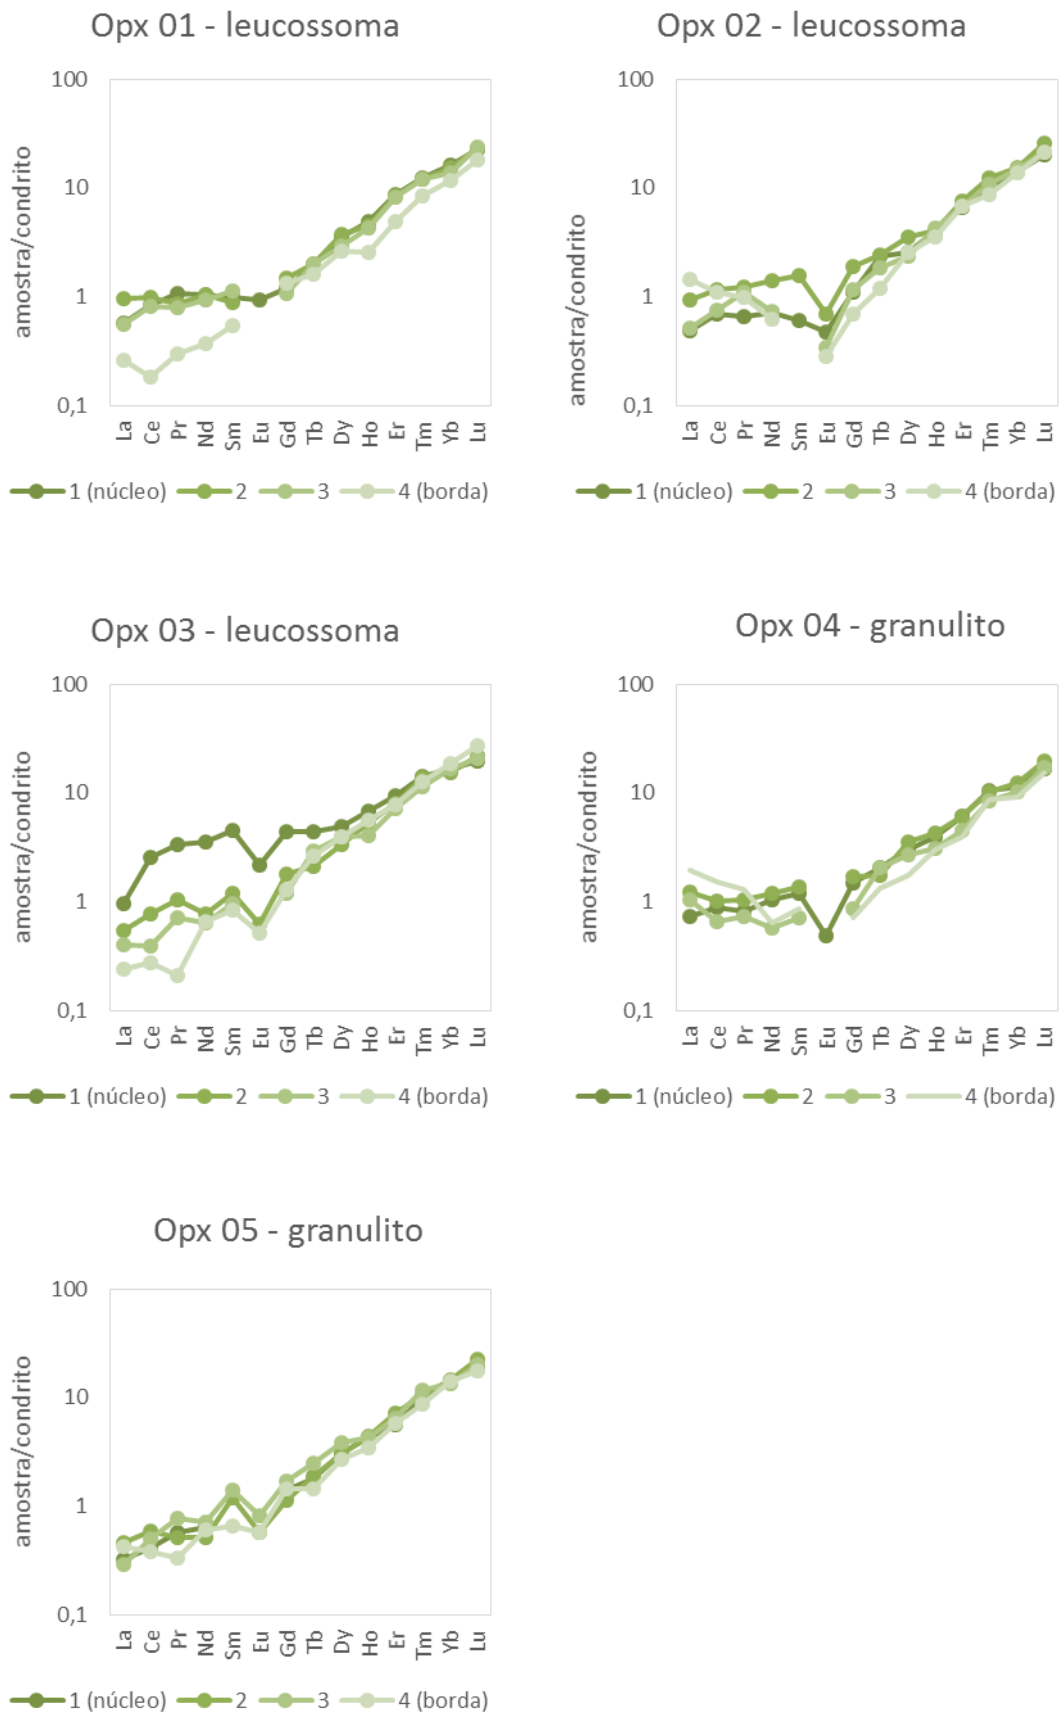 Opx 01 - leucossoma
amostra/condrito
100
10
1
0,1
La Ce Pr Nd Sm Eu Gd Tb Dy Ho Er Tm Yb Lu
1 (núcleo) 2 3 4 (borda)
Opx 02 - leucossoma
amostra/condrito
100
10
1
0,1
La Ce Pr Nd Sm Eu Gd Tb Dy Ho Er Tm Yb Lu
1 (núcleo) 2 3 4 (borda)
Opx 03 - leucossoma
amostra/condrito
100
10
1
0,1
La Ce Pr Nd Sm Eu Gd Tb Dy Ho Er Tm Yb Lu
1 (núcleo) 2 3 4 (borda)
Opx 04 - granulito
amostra/condrito
100
10
1
0,1
La Ce Pr Nd Sm Eu Gd Tb Dy Ho Er Tm Yb Lu
1 (núcleo) 2 3 4 (borda)
Opx 05 - granulito
amostra/condrito
100
10
1
0,1
La Ce Pr Nd Sm Eu Gd Tb Dy Ho Er Tm Yb Lu
1 (núcleo) 2 3 4 (borda)